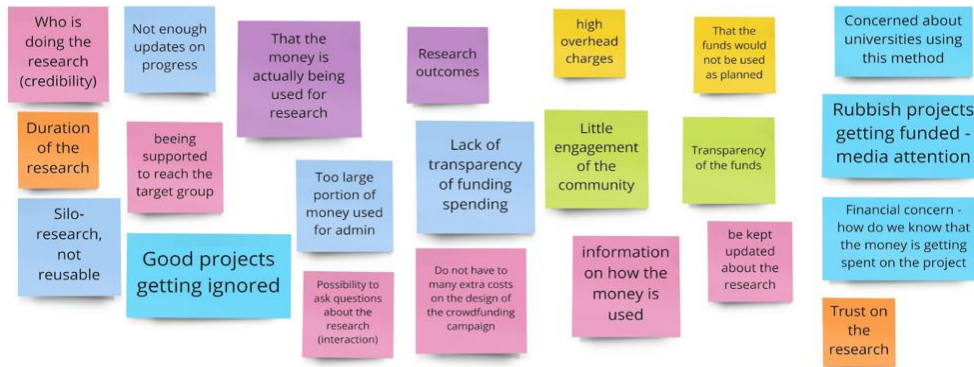 Who is
doing the
research
(credibility)
Not enough
updates on
progress
That the
money is
actually being
used for
research
Research
outcomes
high
overhead
charges
That the
funds would
not be used
as planned
Concerned about
universities using
this method
Duration
of the
research
beeing
supported
to reach the
target group
Too large
portion of
money used
for admin
Lack of
transparency
of funding
spending
Little
engagement
of the
community
Transparency
of the funds
Rubbish projects
getting funded -
media attention
Silo-
research,
not
reusable
Good projects
getting ignored
Possibility to
ask questions
about the
research
(interaction)
Do not have to
many extra costs
on the design of
the crowdfunding
campaign
information
on how the
money is
used
be kept
updated
about the
research
Financial concern -
how do we know that
the money is getting
spent on the project
Trust on
the
research